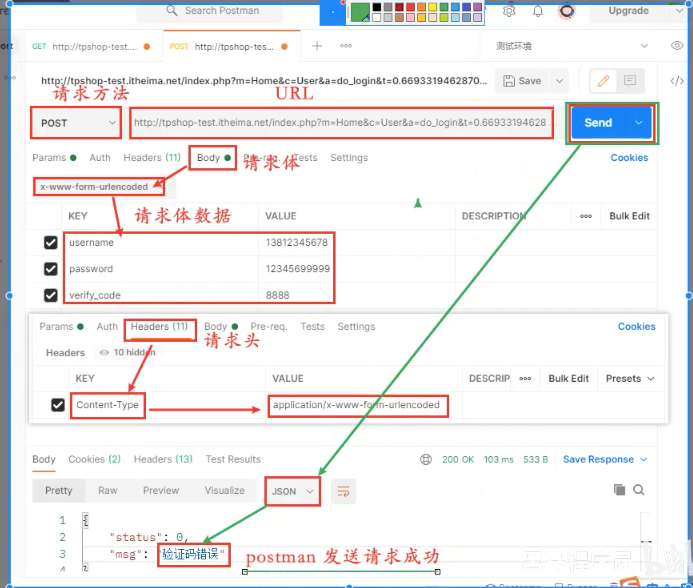 Search Postman
Upgrade
ort
GET http://tpshop-test....
POST http://tpshop-tes...
测试环境
http://tpshop-test.itheima.net/index.php?m=Home&c=User&a=do_login&t=0.6693319462870...
Save
请求方法
URL
POST
http://tpshop-test.itheima.net/index.php?m=Home&c=User&a=do_login&t=0.66933194628
Send
Params
Auth
Headers (11)
Body
Pre-req.
Tests
Settings
Cookies
请求体
x-www-form-urlencoded
KEY
VALUE
DESCRIPTION
Bulk Edit
请求体数据
username
13812345678
password
12345699999
verify_code
8888
Params
Auth
Headers (11)
Body
Pre-req.
Tests
Settings
Cookies
请求头
Headers
10 hidden
KEY
VALUE
DESCRIP
Bulk Edit
Presets
Content-Type
application/x-www-form-urlencoded
Body
Cookies (2)
Headers (13)
Test Results
200 OK
103 ms
533 B
Save Response
Pretty
Raw
Preview
Visualize
JSON
1 {
2 "status": 0,
3 "msg": "验证码错误"
4 }
postman 发送请求成功